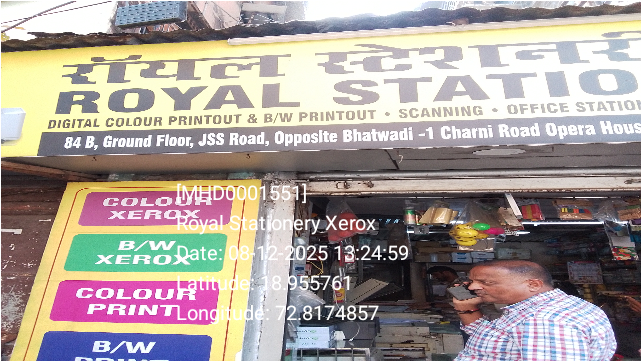 रॉयल स्टेशनरी
ROYAL STATIO
DIGITAL COLOUR PRINTOUT & B/W PRINTOUT • SCANNING • OFFICE STATION
84 B, Ground Floor, JSS Road, Opposite Bhatwadi -1 Charni Road Opera Hous
COLOUR
XEROX
B/W
XEROX
COLOUR
PRINT
B/W
PRINT
[MHD0001551]
Royal Stationery Xerox
Date: 08-12-2025 13:24:59
Latitude: 18.955761
Longitude: 72.8174857